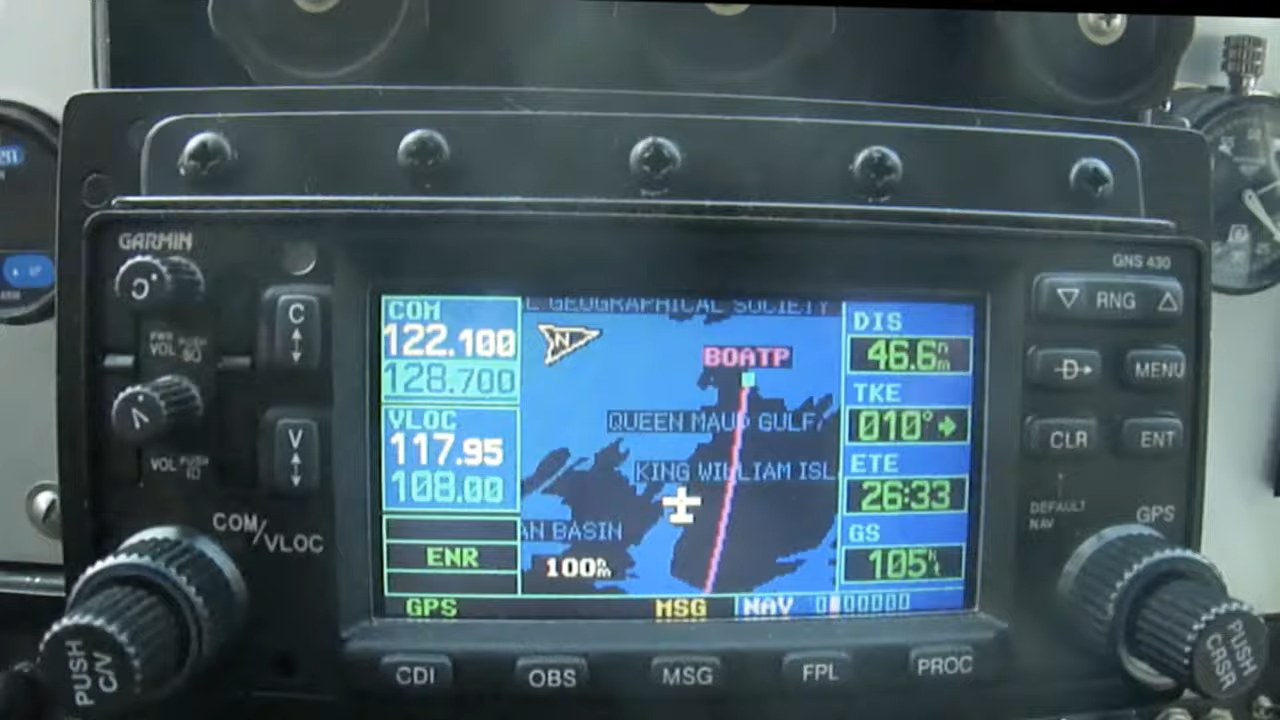 GARMIN
GNS 430
C
PWR
VOL
PUSH
SQ
V
VOL
PUSH
ID
COM/VLOC
PUSH
C/V
COM
122.100
128.700
VLOC
117.95
108.00
ENR
GPS
L GEOGRAPHICAL SOCIETY
N
BOATP
QUEEN MAUD GULF/
KING WILLIAM ISL
AN BASIN
100nm
MSG
NAV
DIS
46.6nm
TKE
010°
ETE
26:33
GS
105kt
RNG
D
MENU
CLR
ENT
DEFAULT
NAV
GPS
PUSH
CRSR
CDI
OBS
MSG
FPL
PROC